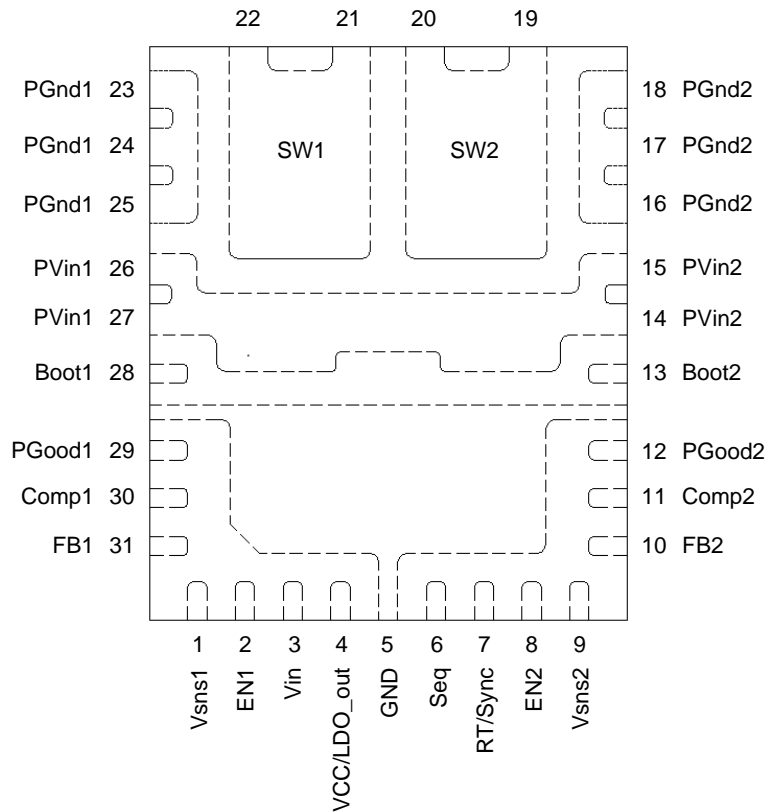 22 21 20 19
PGnd1 23 18 PGnd2
SW1 SW2
PGnd1 24 17 PGnd2
PGnd1 25 16 PGnd2
PVin1 26 15 PVin2
PVin1 27 14 PVin2
Boot1 28 13 Boot2
PGood1 29 12 PGood2
Comp1 30 11 Comp2
FB1 31 10 FB2
1 2 3 4 5 6 7 8 9
Vsns1
EN1
Vin
VCC/LDO_out
GND
Seq
RT/Sync
EN2
Vsns2